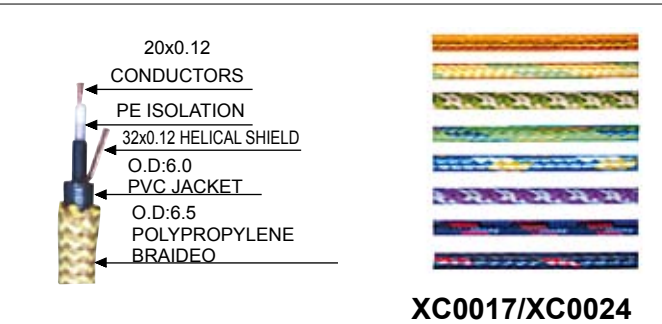 20x0.12
CONDUCTORS
PE ISOLATION
32x0.12 HELICAL SHIELD
O.D:6.0
PVC JACKET
O.D:6.5
POLYPROPYLENE
BRAIDEO
XC0017/XC0024